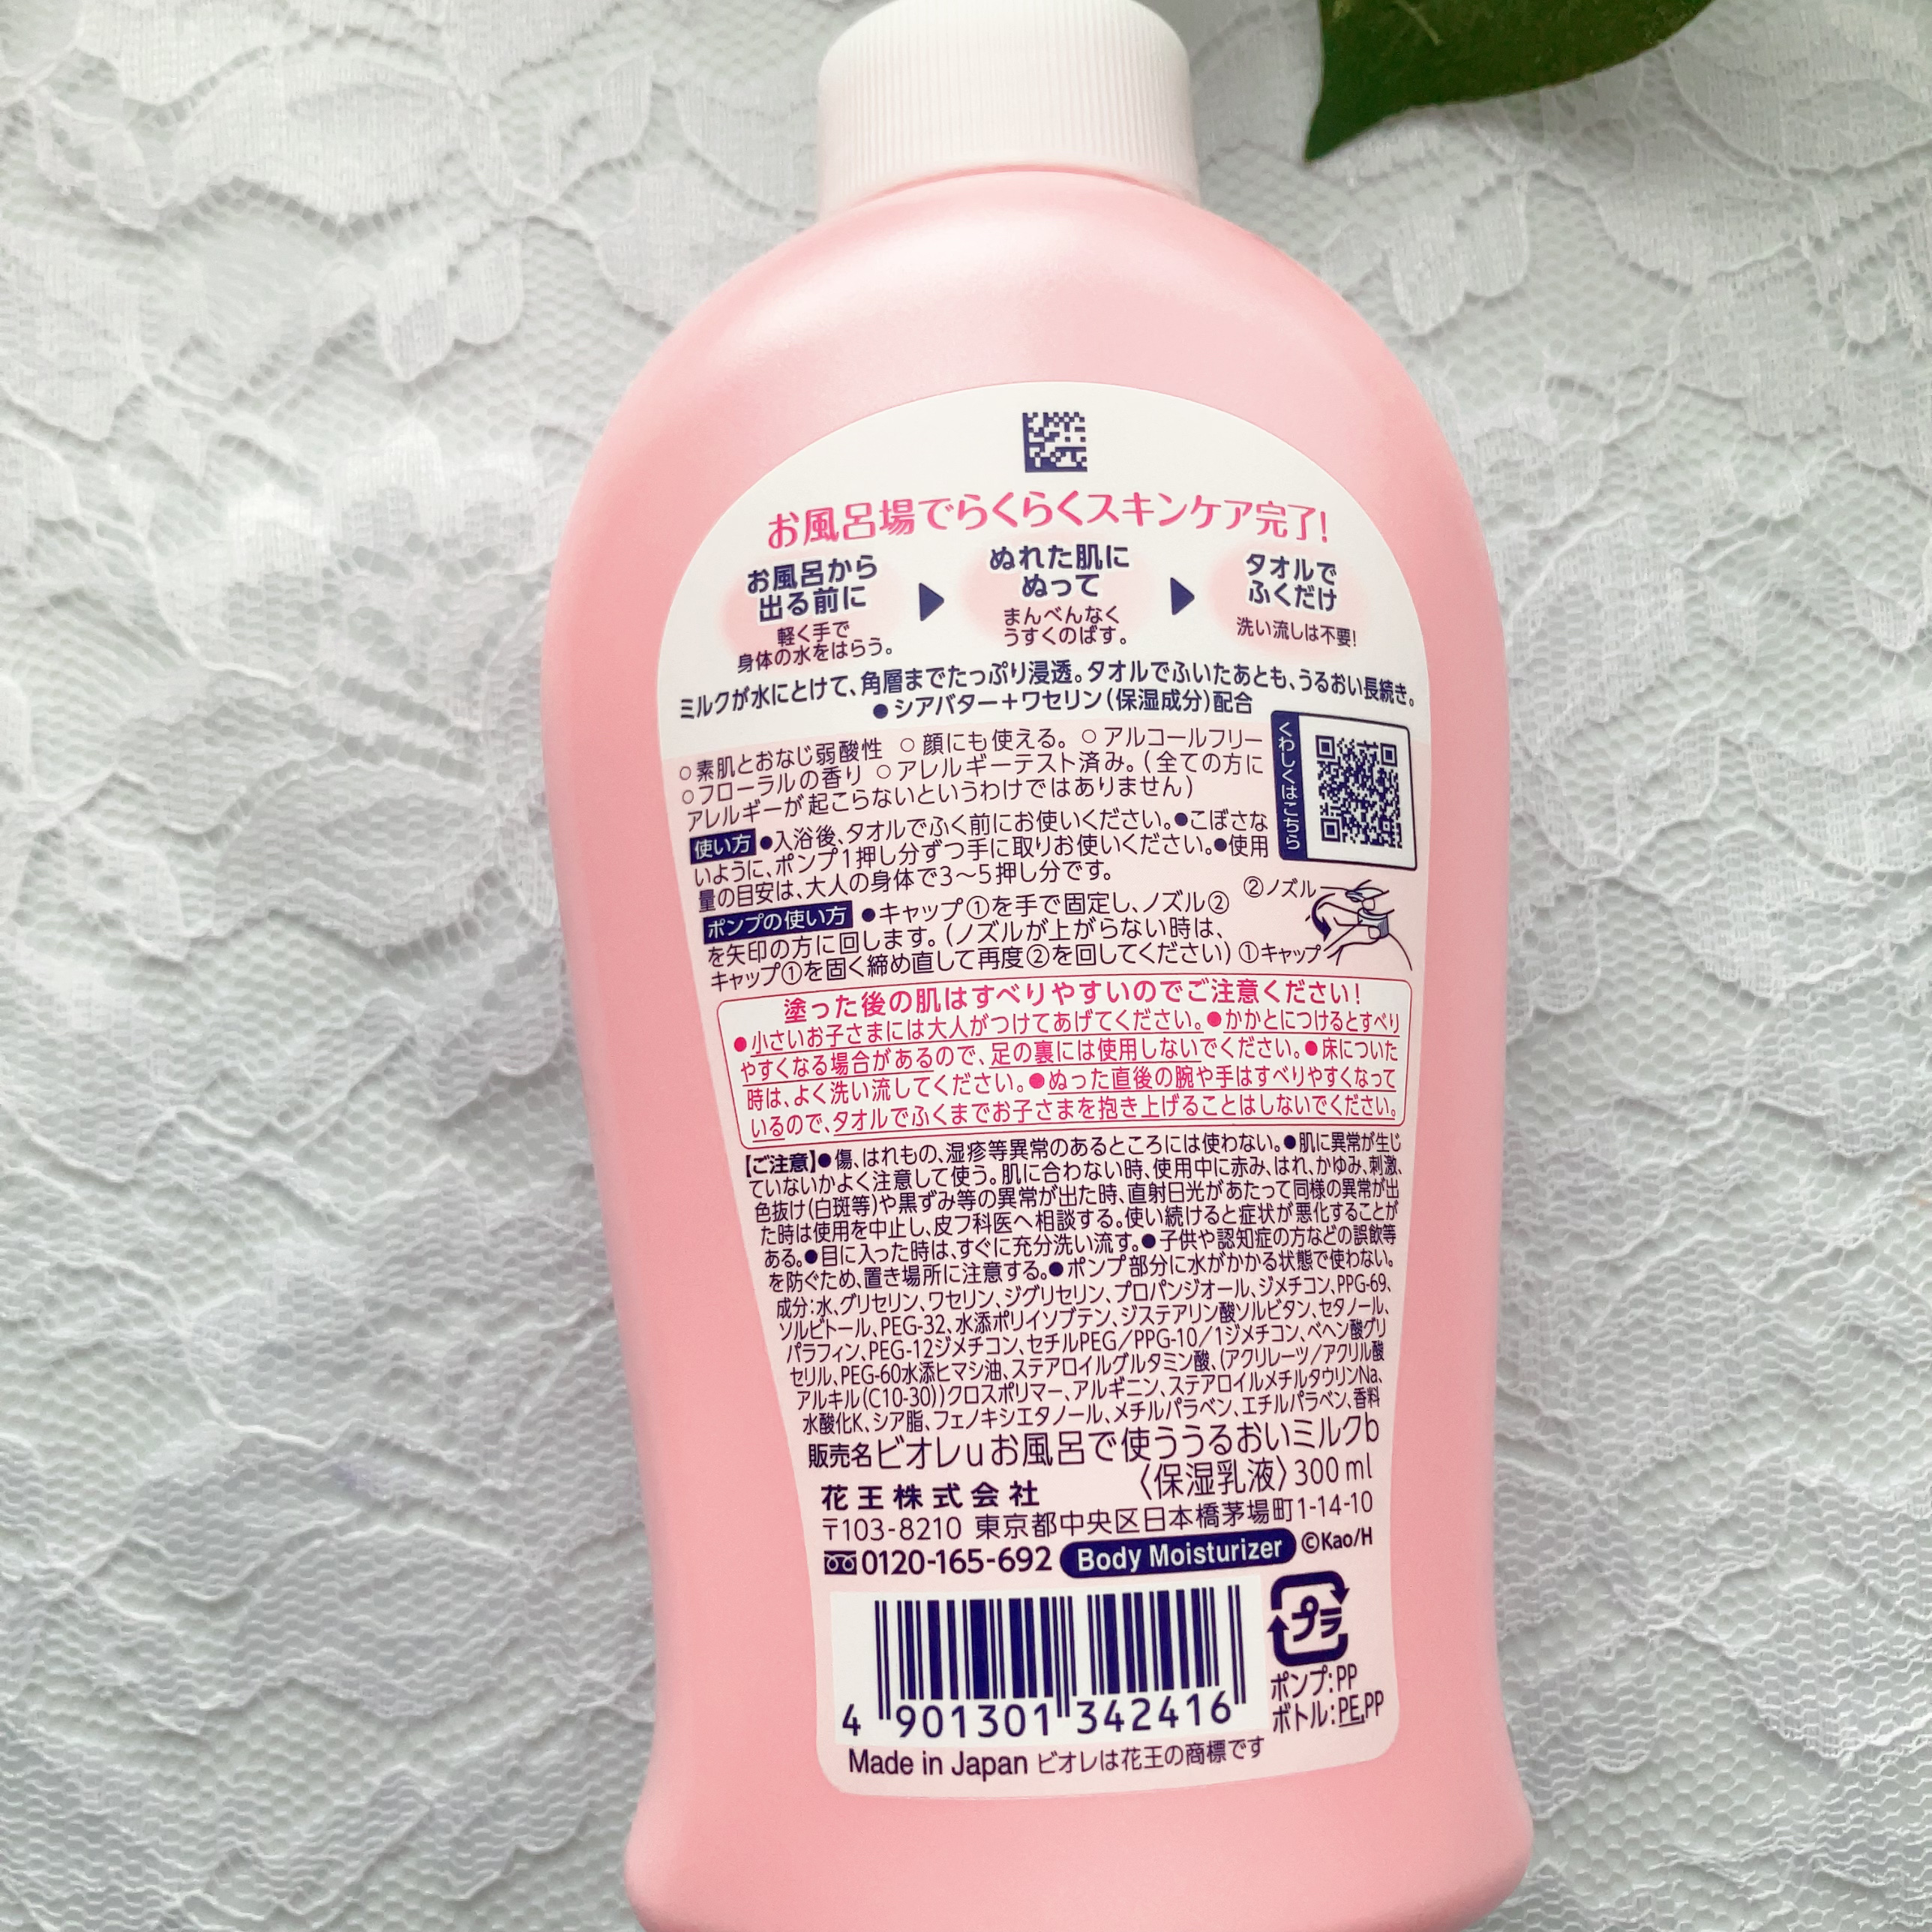 お風呂場でらくらくスキンケア完了!
お風呂から
出る前に
軽く手で
身体の水をはらう。
ぬれた肌に
ぬって
まんべんなく
うすくのばす。
タオルで
ふくだけ
洗い流しは不要!
ミルクが水にとけて、角層までたっぷり浸透。タオルでふいたあとも、うるおい長続き。
●シアバター+ワセリン(保湿成分)配合
○素肌とおなじ弱酸性 ○顔にも使える。○アルコールフリー
○フローラルの香り ○アレルギーテスト済み。(全ての方に
アレルギーが起こらないというわけではありません)
くわしくはこちら
使い方 ●入浴後、タオルでふく前にお使いください。●こぼさな
いように、ポンプ1押し分ずつ手に取りお使いください。●使用
量の目安は、大人の身体で3〜5押し分です。
ポンプの使い方 ●キャップ①を手で固定し、ノズル②
を矢印の方に回します。(ノズルが上がらない時は、
キャップ①を固く締め直して再度②を回してください)
②ノズル
①キャップ
塗った後の肌はすべりやすいのでご注意ください!
●小さいお子さまには大人がつけてあげてください。●かかとにつけるとすべり
やすくなる場合があるので、足の裏には使用しないでください。●床についた
時は、よく洗い流してください。●ぬった直後の腕や手はすべりやすくなって
いるので、タオルでふくまでお子さまを抱き上げることはしないでください。
【ご注意】●傷、はれもの、湿疹等異常のあるところには使わない。●肌に異常が生じ
ていないかよく注意して使う。肌に合わない時、使用中に赤み、はれ、かゆみ、刺激、
色抜け(白斑等)や黒ずみ等の異常が出た時、直射日光があたって同様の異常が出
た時は使用を中止し、皮フ科医へ相談する。使い続けると症状が悪化することが
ある。●目に入った時は、すぐに充分洗い流す。●子供や認知症の方などの誤飲等
を防ぐため、置き場所に注意する。●ポンプ部分に水がかかる状態で使わない。
成分:水、グリセリン、ワセリン、ジグリセリン、プロパンジオール、ジメチコン、PPG-69、
ソルビトール、PEG-32、水添ポリイソブテン、ジステアリン酸ソルビタン、セタノール、
パラフィン、PEG-12ジメチコン、セチルPEG/PPG-10/1ジメチコン、ベヘン酸グリ
セリル、PEG-60水添ヒマシ油、ステアロイルグルタミン酸、(アクリレーツ/アクリル酸
アルキル(C10-30))クロスポリマー、アルギニン、ステアロイルメチルタウリンNa、
水酸化K、シア脂、フェノキシエタノール、メチルパラベン、エチルパラベン、香料
販売名ビオレu お風呂で使ううるおいミルクb
〈保湿乳液〉300ml
花王株式会社
〒103-8210 東京都中央区日本橋茅場町1-14-10
0120-165-692 Body Moisturizer ©Kao/H
4 901301 342416
プラ
ポンプ:PP
ボトル:PE,PP
Made in Japan ビオレは花王の商標です